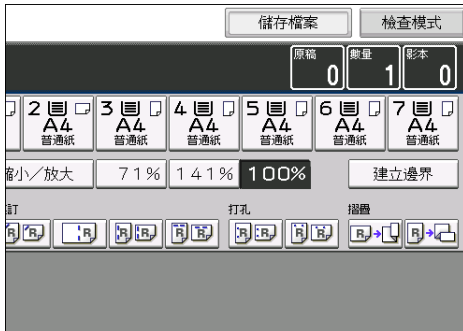 儲存檔案 檢查模式
原稿 數量 影本
0 1 0
2 3 4 5 6 7
A4 A4 A4 A4 A4 A4
普通紙 普通紙 普通紙 普通紙 普通紙 普通紙
縮小／放大 71% 141% 100% 建立邊界
訂 打孔 摺疊
R R R R R R R R R R R R